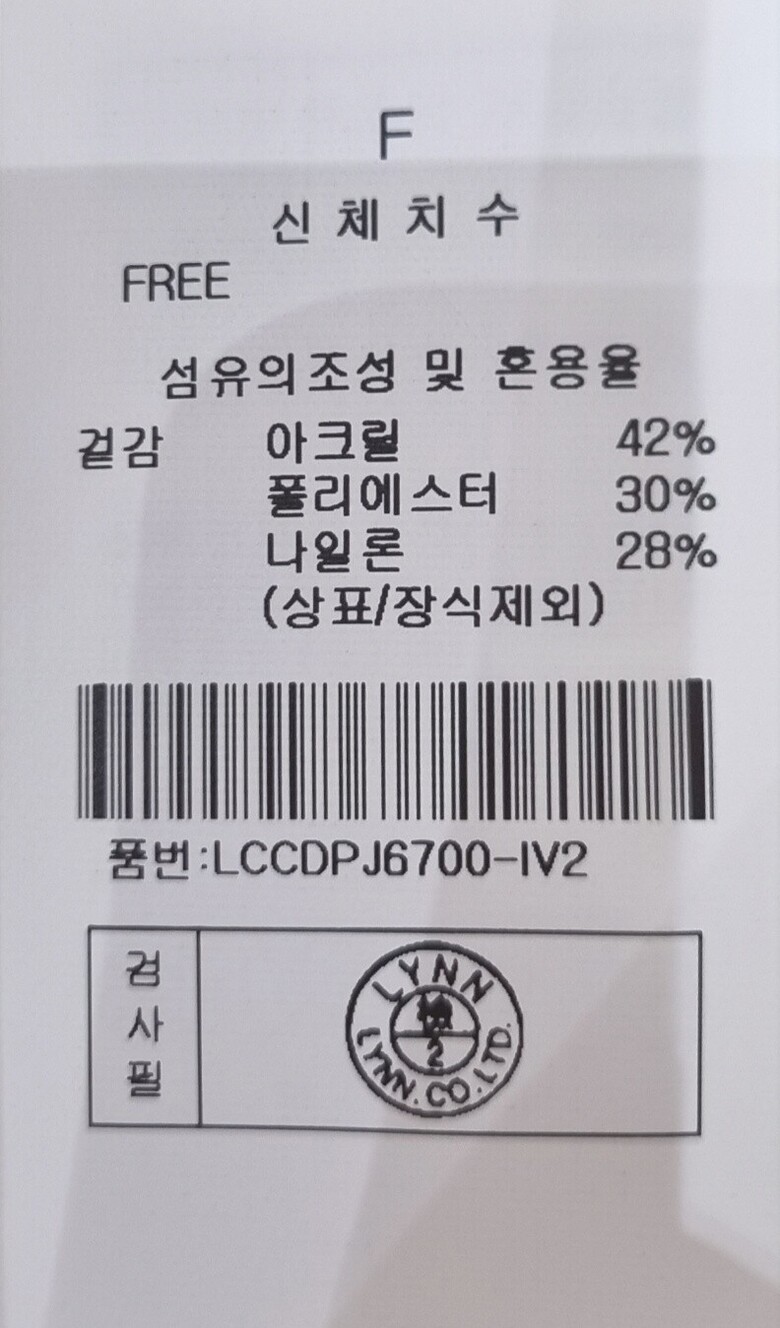 F
신체치수
FREE
섬유의조성 및 혼용율
겉감 아크릴 42%
폴리에스터 30%
나일론 28%
(상표/장식제외)
품번:LCCDPJ6700-IV2
검사필
LYNN
檢
2
LYNN.CO.LTD.